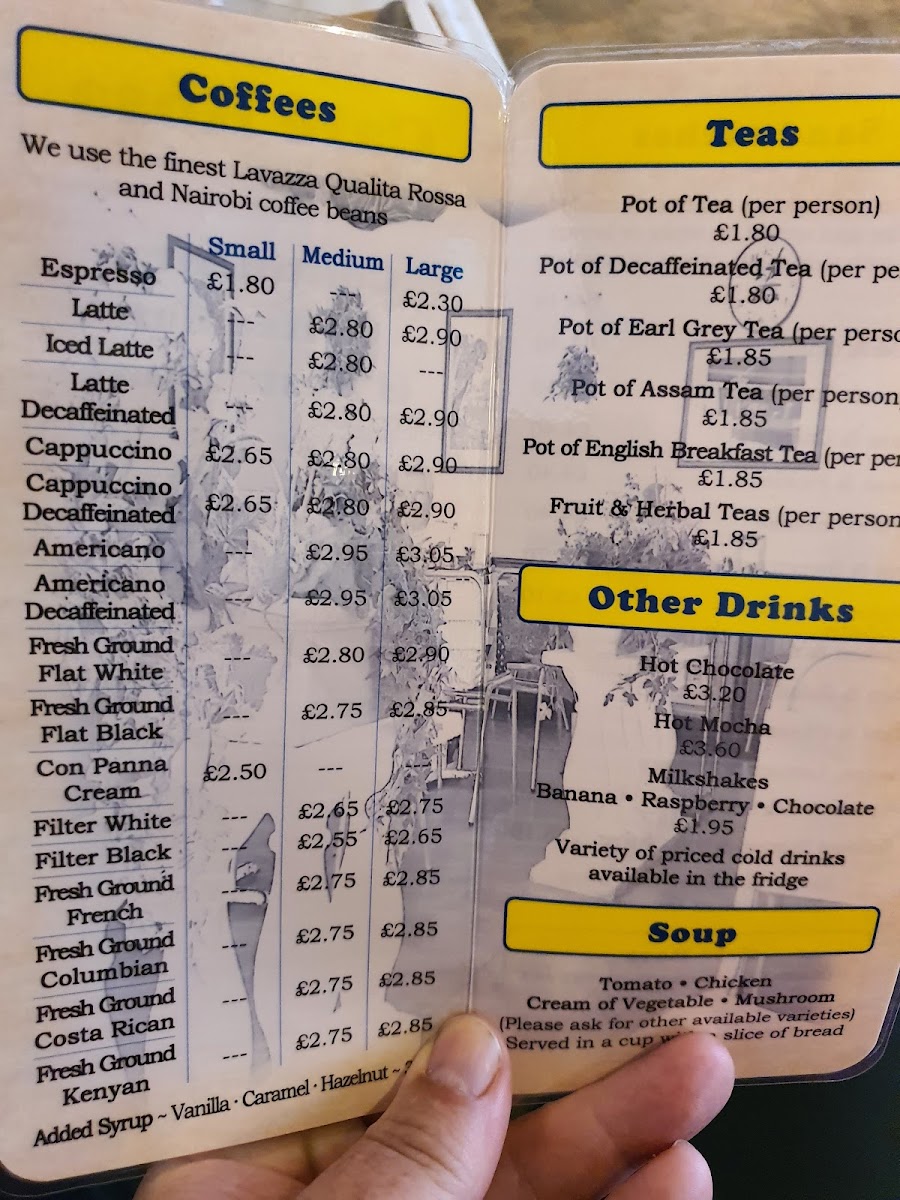 Coffees
We use the finest Lavazza Qualita Rossa
and Nairobi coffee beans
Small Medium Large
Espresso £1.80 --- £2.30
Latte --- £2.80 £2.90
Iced Latte --- £2.80 ---
Latte
Decaffeinated --- £2.80 £2.90
Cappuccino £2.65 £2.80 £2.90
Cappuccino
Decaffeinated £2.65 £2.80 £2.90
Americano --- £2.95 £3.05
Americano
Decaffeinated --- £2.95 £3.05
Fresh Ground
Flat White --- £2.80 £2.90
Fresh Ground
Flat Black --- £2.75 £2.85
Con Panna
Cream £2.50 --- ---
Filter White --- £2.65 £2.75
Filter Black --- £2.55 £2.65
Fresh Ground
French --- £2.75 £2.85
Fresh Ground
Columbian --- £2.75 £2.85
Fresh Ground
Costa Rican --- £2.75 £2.85
Fresh Ground
Kenyan --- £2.75 £2.85
Added Syrup ~ Vanilla · Caramel · Hazelnut ~
Teas
Pot of Tea (per person)
£1.80
Pot of Decaffeinated Tea (per pe
£1.80
Pot of Earl Grey Tea (per perso
£1.85
Pot of Assam Tea (per person
£1.85
Pot of English Breakfast Tea (per per
£1.85
Fruit & Herbal Teas (per person
£1.85
Other Drinks
Hot Chocolate
£3.20
Hot Mocha
£3.60
Milkshakes
Banana • Raspberry • Chocolate
£1.95
Variety of priced cold drinks
available in the fridge
Soup
Tomato • Chicken
Cream of Vegetable • Mushroom
(Please ask for other available varieties)
Served in a cup slice of bread